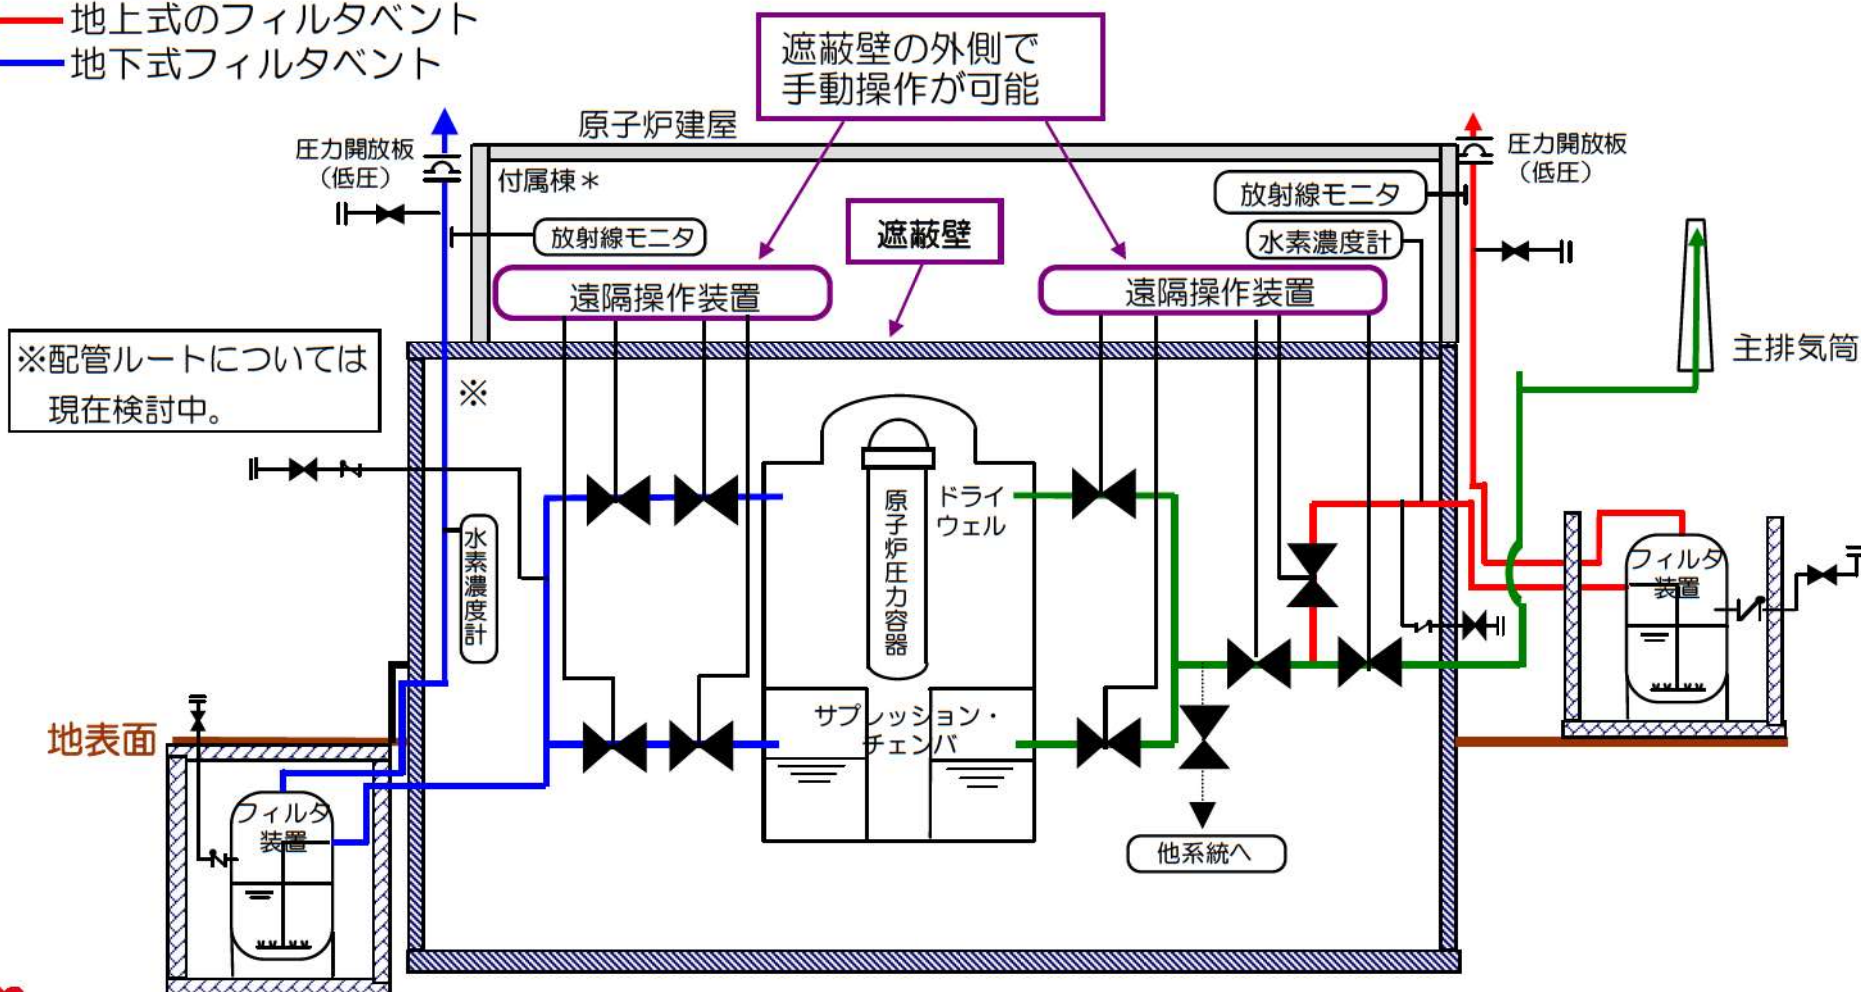 地上式のフィルタベント
地下式フィルタベント
遮蔽壁の外側で
手動操作が可能
原子炉建屋
圧力開放板
（低圧）
付属棟＊
放射線モニタ
遮蔽壁
放射線モニタ
水素濃度計
圧力開放板
（低圧）
遠隔操作装置
遠隔操作装置
※配管ルートについては
現在検討中。
※
主排気筒
原子炉圧力容器
ドライ
ウェル
水素濃度計
フィルタ
装置
サプレッション・
チェンバ
地表面
フィルタ
装置
他系統へ